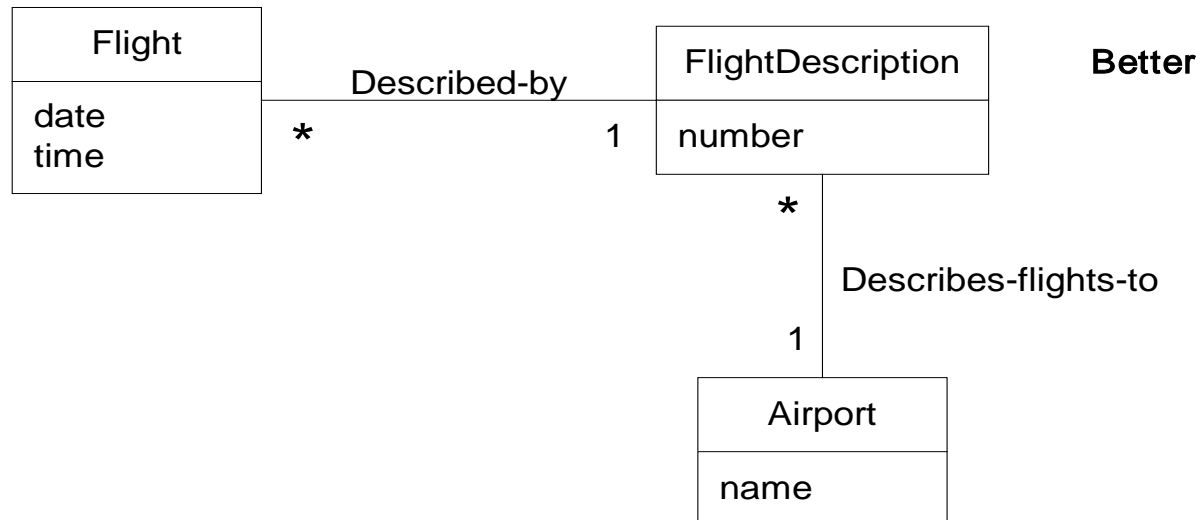 Flight
date
time
Described-by
*
1
FlightDescription
number
Better
*
Describes-flights-to
1
Airport
name